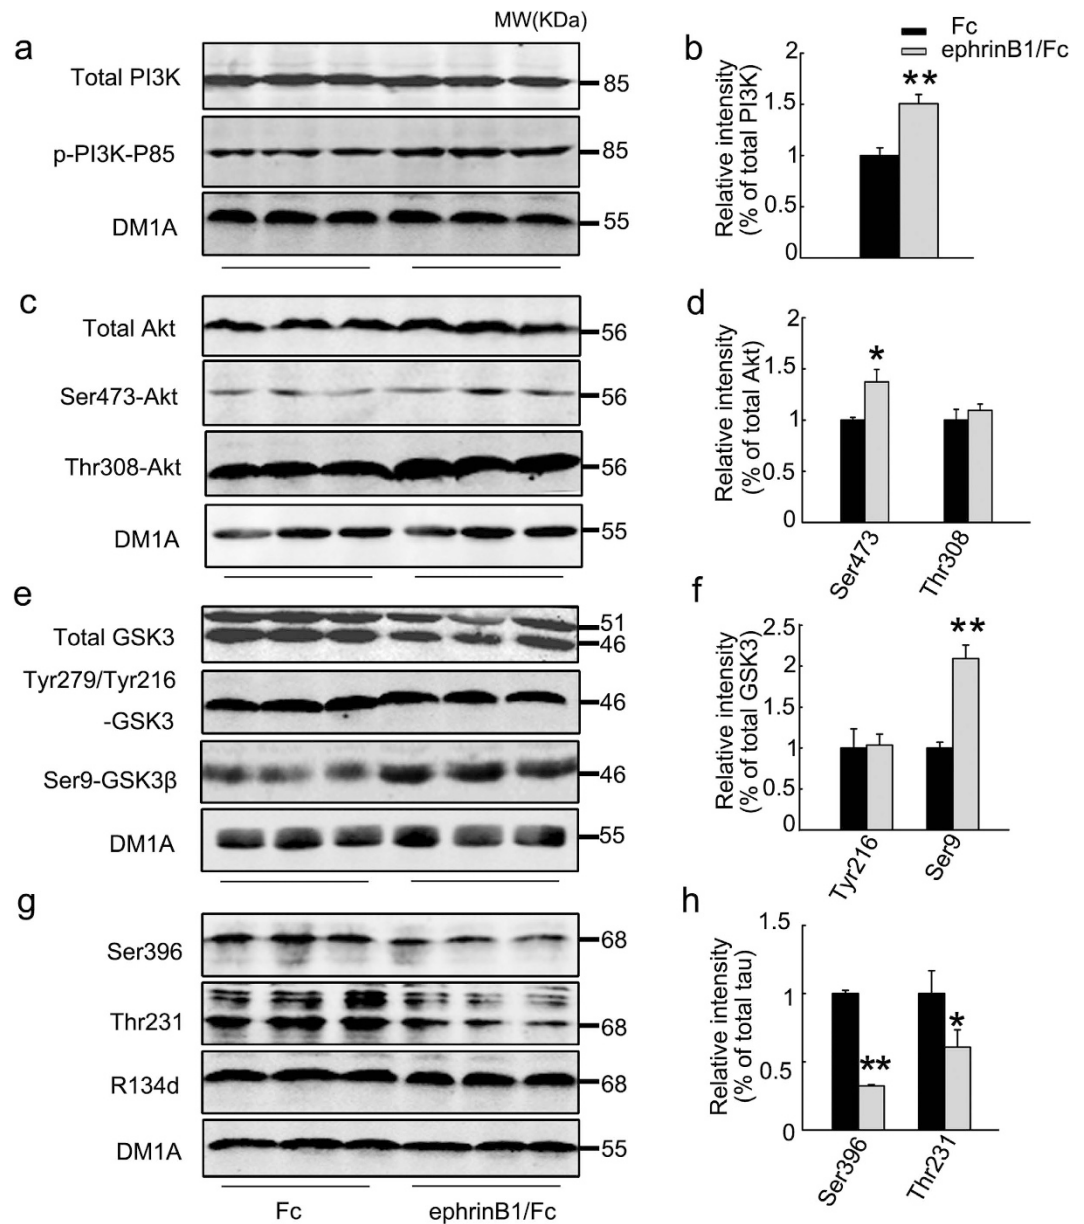 MW(KDa)
a
Total PI3K
85
p-PI3K-P85
85
DM1A
55
b
Fc
ephrinB1/Fc
Relative intensity
(% of total PI3K)
2
1.5
1
0.5
0
**
c
Total Akt
56
Ser473-Akt
56
Thr308-Akt
56
DM1A
55
d
Relative intensity
(% of total Akt)
2
1.5
1
0.5
0
*
Ser473
Thr308
e
Total GSK3
51
46
Tyr279/Tyr216
-GSK3
46
Ser9-GSK3β
46
DM1A
55
f
Relative intensity
(% of total GSK3)
2.5
2
1.5
1
0.5
0
**
Tyr216
Ser9
g
Ser396
68
Thr231
68
R134d
68
DM1A
55
Fc
ephrinB1/Fc
h
Relative intensity
(% of total tau)
1.5
1
0.5
0
**
*
Ser396
Thr231